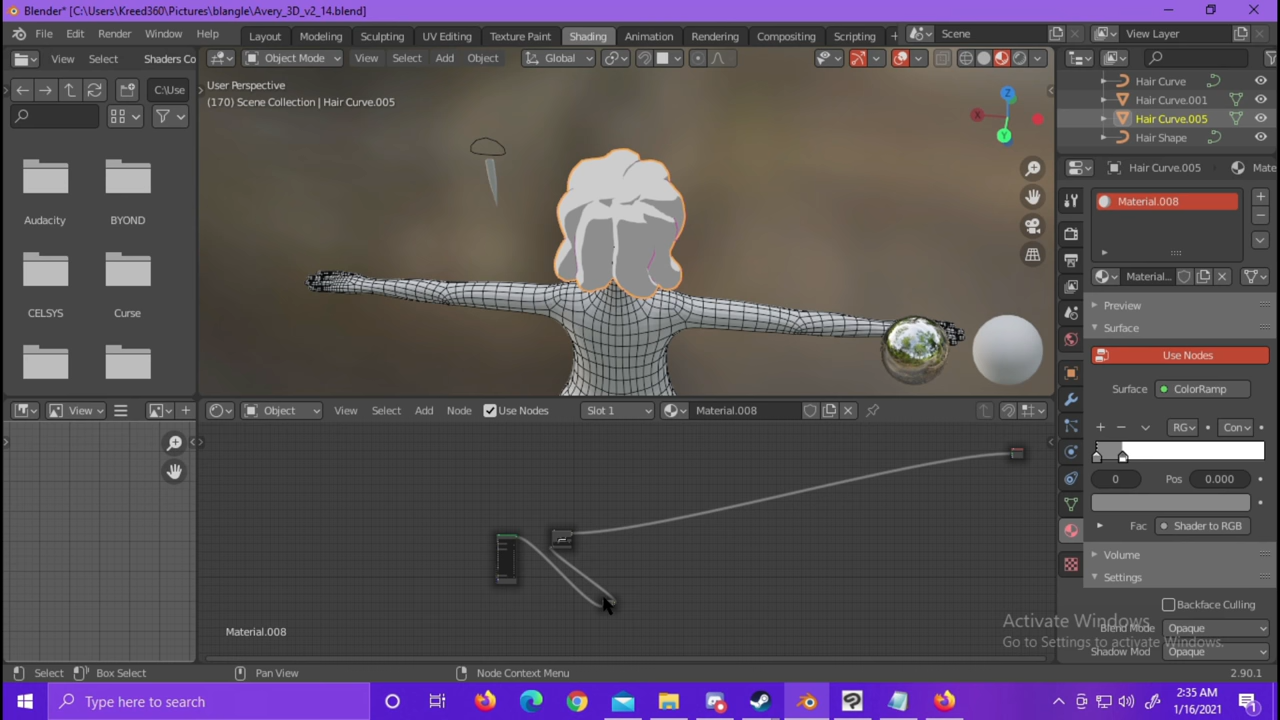 Blender* [C:\Users\Kreed360\Pictures\blangle\Avery_3D_v2_14.blend]
File Edit Render Window Help Layout Modeling Sculpting UV Editing Texture Paint Shading Animation Rendering Compositing Scripting + Scene View Layer
View Select Shaders Co Object Mode View Select Add Object Global
C:\Use
User Perspective
(170) Scene Collection | Hair Curve.005
Z
X
Y
Hair Curve
Hair Curve.001
Hair Curve.005
Hair Shape
Hair Curve.005 Mate
Material.008
Audacity BYOND
CELSYS Curse
Materia...
Preview
Surface
Use Nodes
Surface ColorRamp
View Object View Select Add Node Use Nodes Slot 1 Material.008
RG Con
0 Pos 0.000
Fac Shader to RGB
Volume
Settings
Backface Culling
Blend Mode Opaque
Shadow Mod Opaque
Activate Windows
Go to Settings to activate Windows.
Material.008
Select Box Select Pan View Node Context Menu 2.90.1
Type here to search
2:35 AM
1/16/2021
1